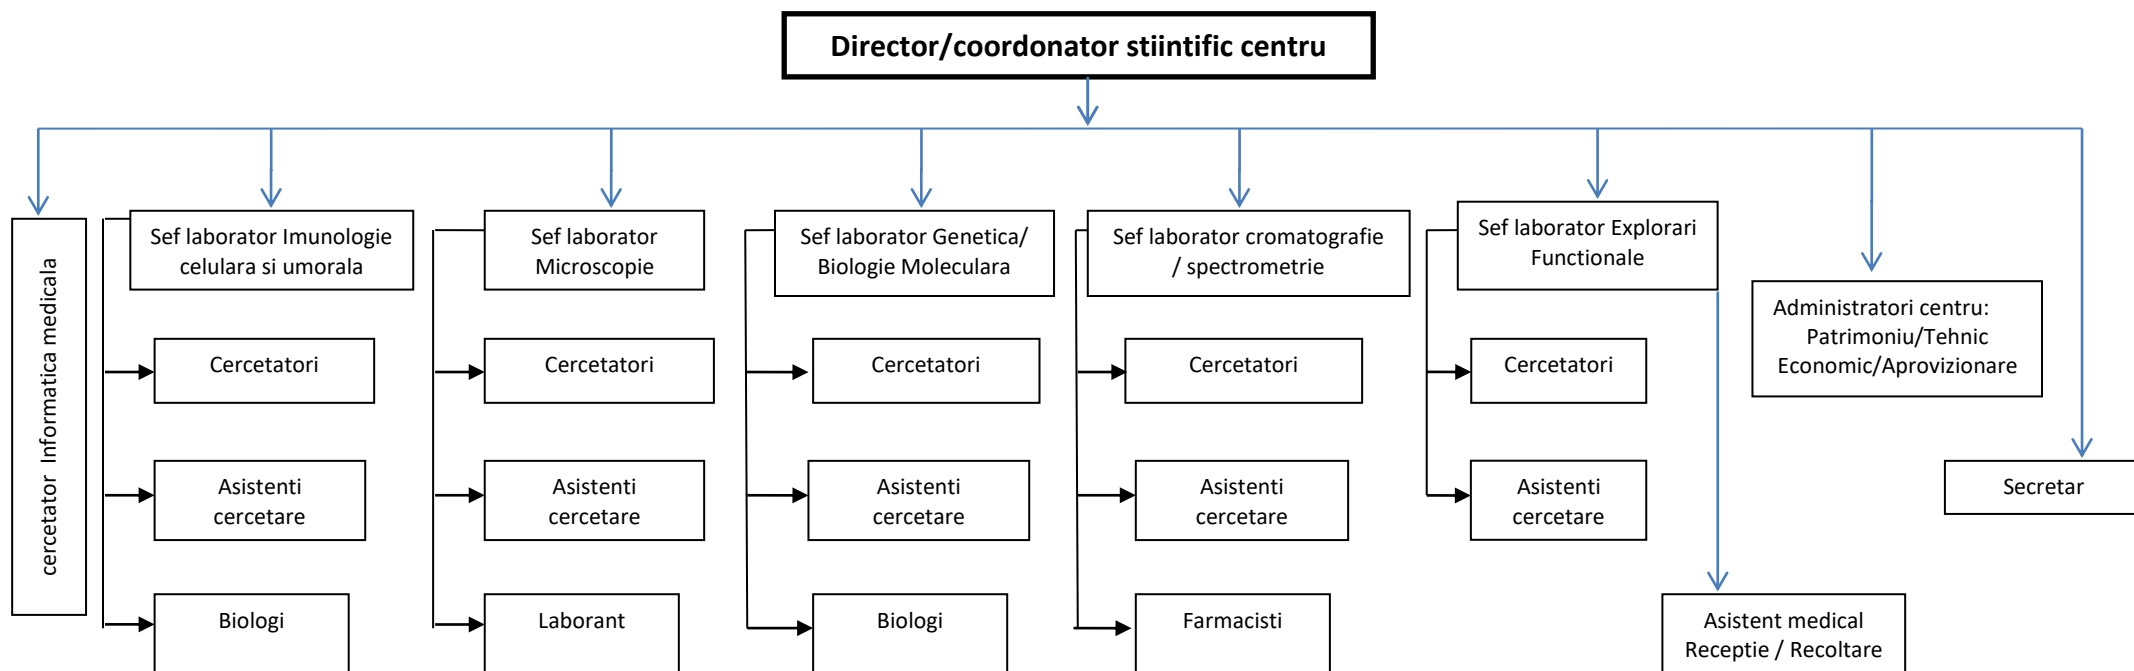 Director/coordonator stiintific centru
cercetator Informatica medicala
Sef laborator Imunologie
celulara si umorala
Cercetatori
Asistenti
cercetare
Biologi
Sef laborator
Microscopie
Cercetatori
Asistenti
cercetare
Laborant
Sef laborator Genetica/
Biologie Moleculara
Cercetatori
Asistenti
cercetare
Biologi
Sef laborator cromatografie
/ spectrometrie
Cercetatori
Asistenti
cercetare
Farmacisti
Sef laborator Explorari
Functionale
Cercetatori
Asistenti
cercetare
Asistent medical
Receptie / Recoltare
Administratori centru:
Patrimoniu/Tehnic
Economic/Aprovizionare
Secretar